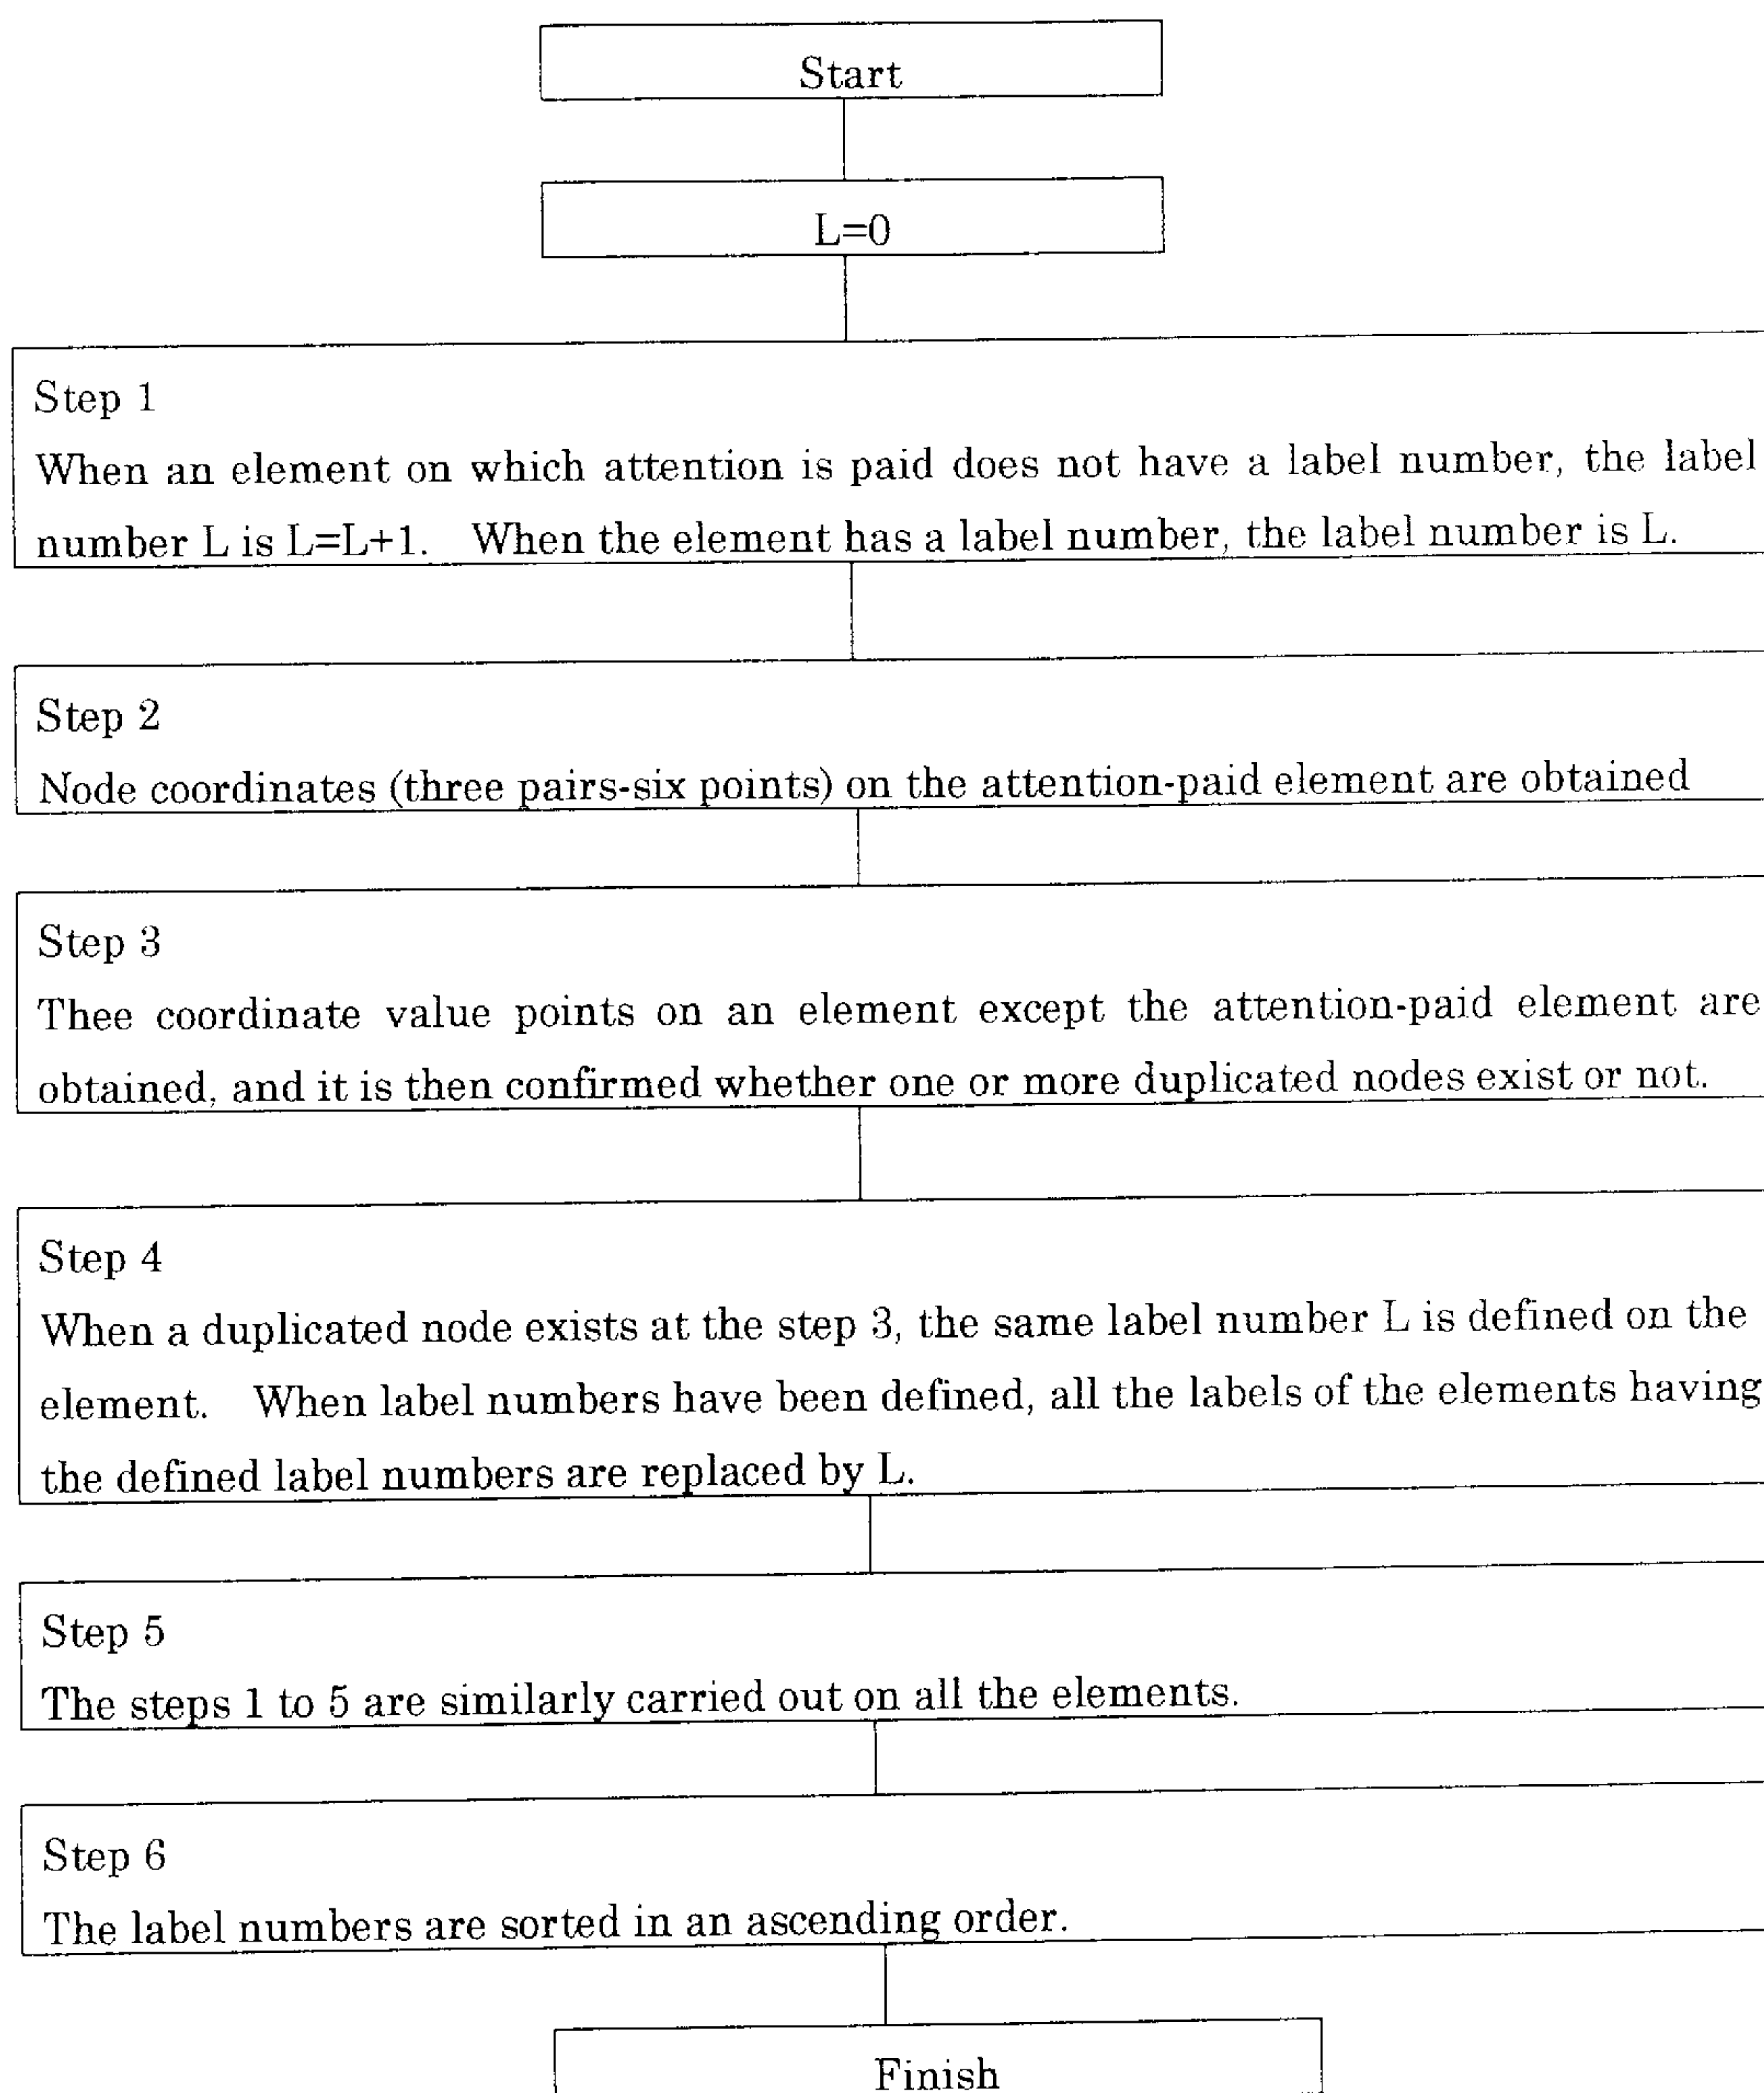 Start
L=0
Step 1
When an element on which attention is paid does not have a label number, the label
number L is L=L+1. When the element has a label number, the label number is L.
Step 2
Node coordinates (three pairs-six points) on the attention-paid element are obtained
Step 3
Thee coordinate value points on an element except the attention-paid element are
obtained, and it is then confirmed whether one or more duplicated nodes exist or not.
Step 4
When a duplicated node exists at the step 3, the same label number L is defined on the
element. When label numbers have been defined, all the labels of the elements having
the defined label numbers are replaced by L.
Step 5
The steps 1 to 5 are similarly carried out on all the elements.
Step 6
The label numbers are sorted in an ascending order.
Finish